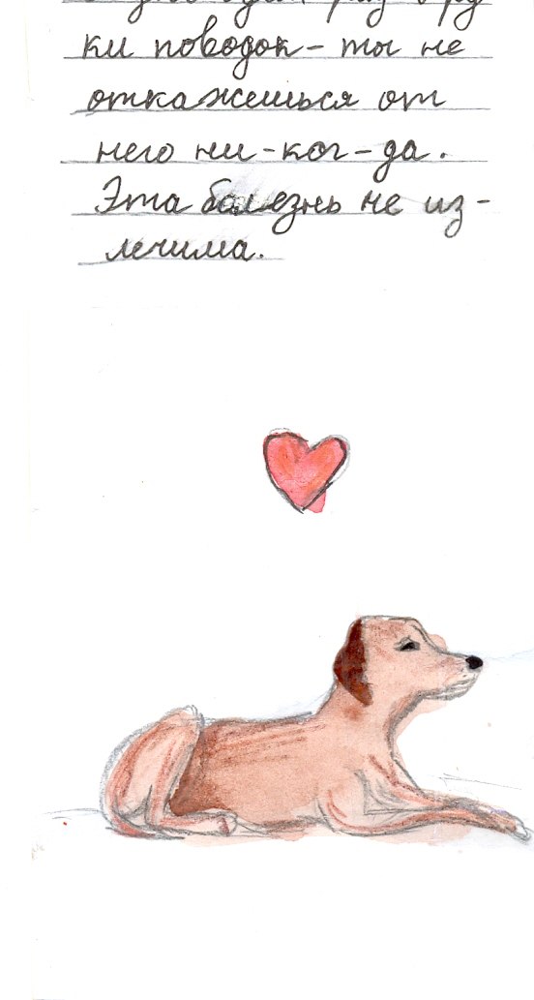 ки поводок - ты не
откажешься от
него ни-ког-да.
Эта болезнь не из-
лечима.